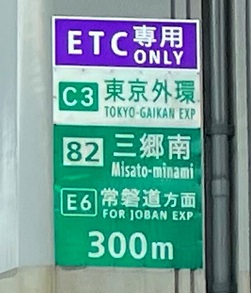 ETC専用
ONLY
C3 東京外環
TOKYO-GAIKAN EXP
82 三郷南
Misato-minami
E6 常磐道方面
FOR JOBAN EXP
300m